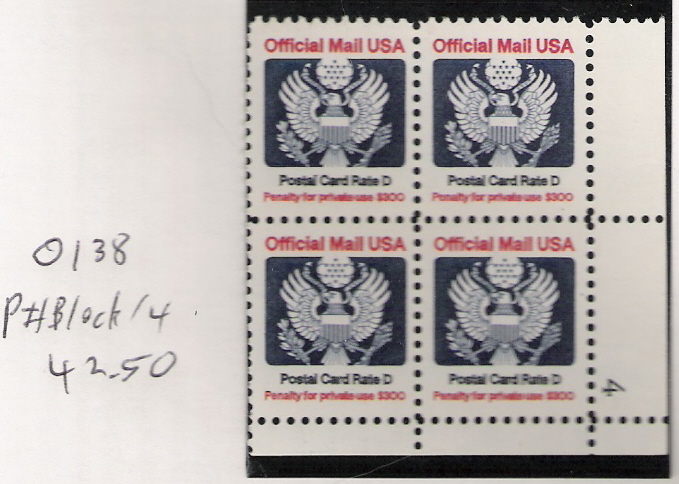 Official Mail USA Official Mail USA
Postal Card Rate D Postal Card Rate D
Penalty for private use $300 Penalty for private use $300
Official Mail USA Official Mail USA
Postal Card Rate D Postal Card Rate D
Penalty for private use $300 Penalty for private use $300
4
O138
P#Block/4
42.50